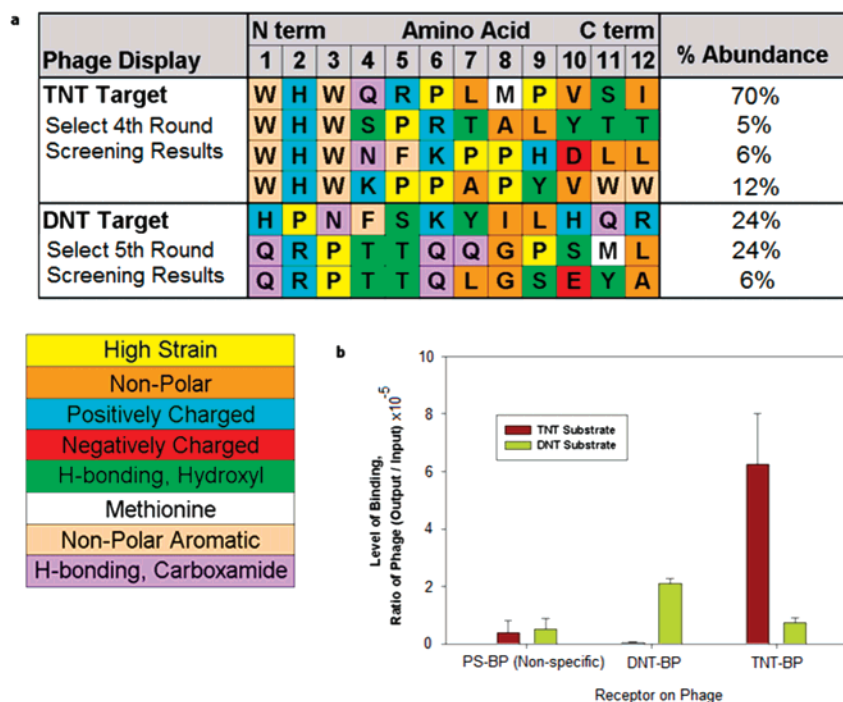 a
N term Amino Acid C term
Phage Display 1 2 3 4 5 6 7 8 9 10 11 12 % Abundance
TNT Target W H W Q R P L M P V S I 70%
Select 4th Round W H W S P R T A L Y T T 5%
Screening Results W H W N F K P P H D L L 6%
W H W K P P A P Y V W W 12%
DNT Target H P N F S K Y I L H Q R 24%
Select 5th Round Q R P T T Q Q G P S M L 24%
Screening Results Q R P T T Q L G S E Y A 6%
High Strain
Non-Polar
Positively Charged
Negatively Charged
H-bonding, Hydroxyl
Methionine
Non-Polar Aromatic
H-bonding, Carboxamide
b
Level of Binding,
Ratio of Phage (Output / Input) x10-5
10
8
6
4
2
0
TNT Substrate
DNT Substrate
PS-BP (Non-specific) DNT-BP TNT-BP
Receptor on Phage